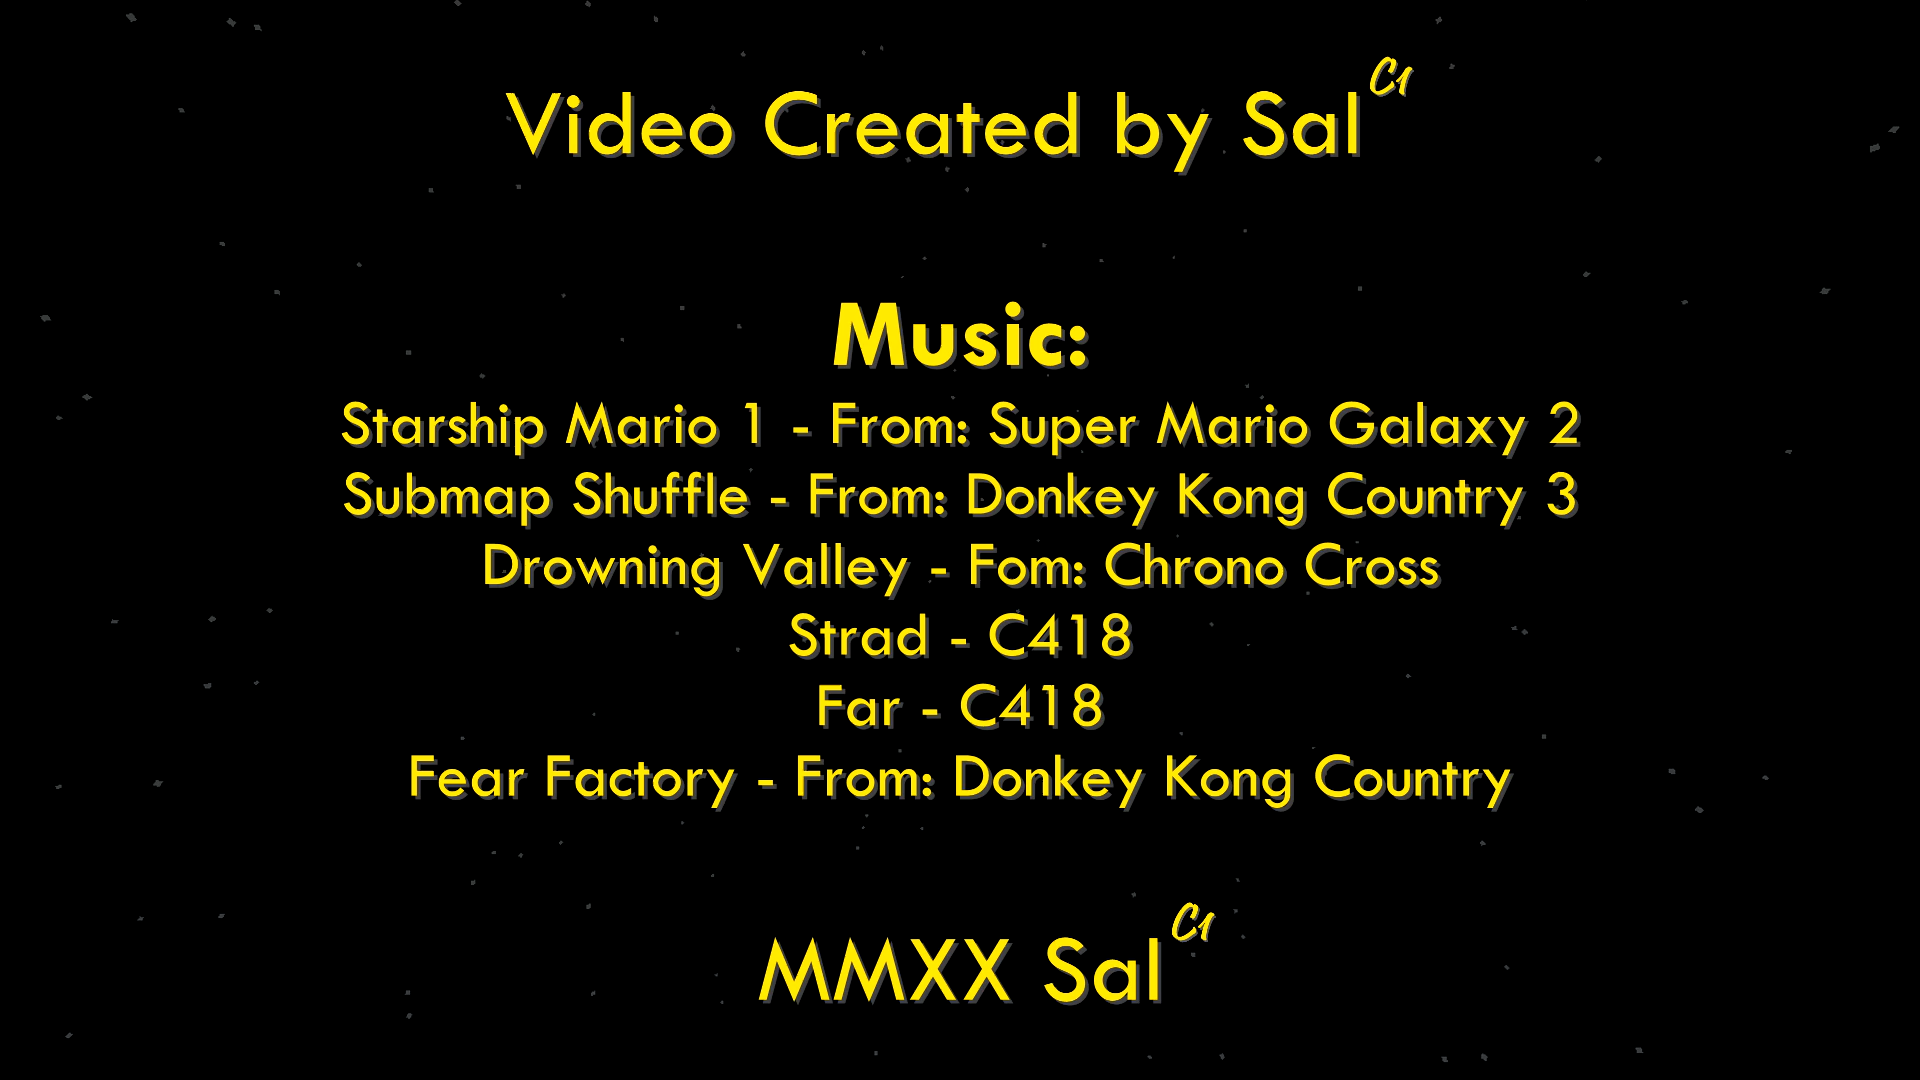 Video Created by Sal C1
Music:
Starship Mario 1 - From: Super Mario Galaxy 2
Submap Shuffle - From: Donkey Kong Country 3
Drowning Valley - Fom: Chrono Cross
Strad - C418
Far - C418
Fear Factory - From: Donkey Kong Country
MMXX Sal C1